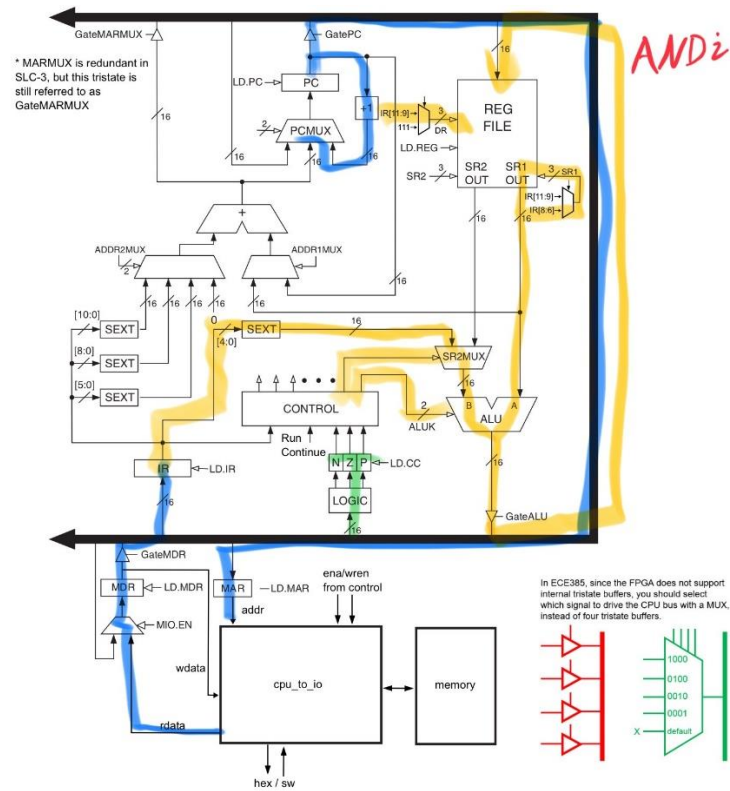 GateMARMUX
GatePC
ANDi
* MARMUX is redundant in
SLC-3, but this tristate is
still referred to as
GateMARMUX
16
16
16
LD.PC
PC
+1
2
PCMUX
16
16
IR[11:9]
111
3
DR
LD.REG
REG
FILE
SR2
3
SR2
OUT
SR1
OUT
3
SR1
IR[11:9]
IR[8:6]
16
16
+
ADDR2MUX
2
ADDR1MUX
16
16
16
16
16
16
16
0
[10:0]
SEXT
[8:0]
SEXT
[5:0]
SEXT
[4:0]
SEXT
16
SR2MUX
16
CONTROL
2
ALUK
B
A
ALU
Run
Continue
IR
LD.IR
16
N
Z
P
LD.CC
LOGIC
16
16
GateALU
GateMDR
MDR
LD.MDR
MIO.EN
MAR
LD.MAR
addr
ena/wren
from control
wdata
rdata
cpu_to_io
memory
hex / sw
In ECE385, since the FPGA does not support
internal tristate buffers, you should select
which signal to drive the CPU bus with a MUX,
instead of four tristate buffers.
1000
0100
0010
0001
X
default